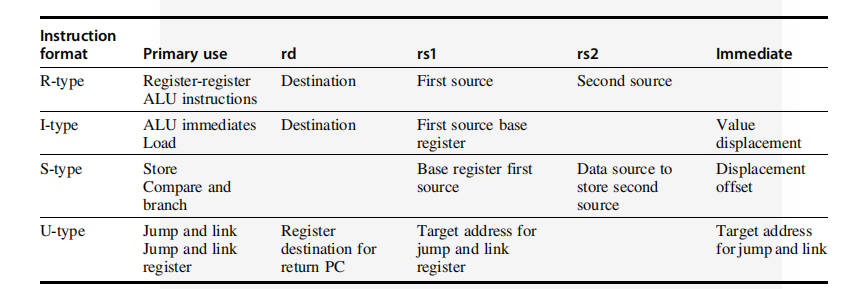 Instruction
format Primary use rd rs1 rs2 Immediate
R-type Register-register Destination First source Second source
ALU instructions
I-type ALU immediates Destination First source base Value
Load register displacement
S-type Store Base register first Data source to Displacement
Compare and source store second offset
branch source
U-type Jump and link Register Target address for Target address
Jump and link destination for jump and link for jump and link
register return PC register